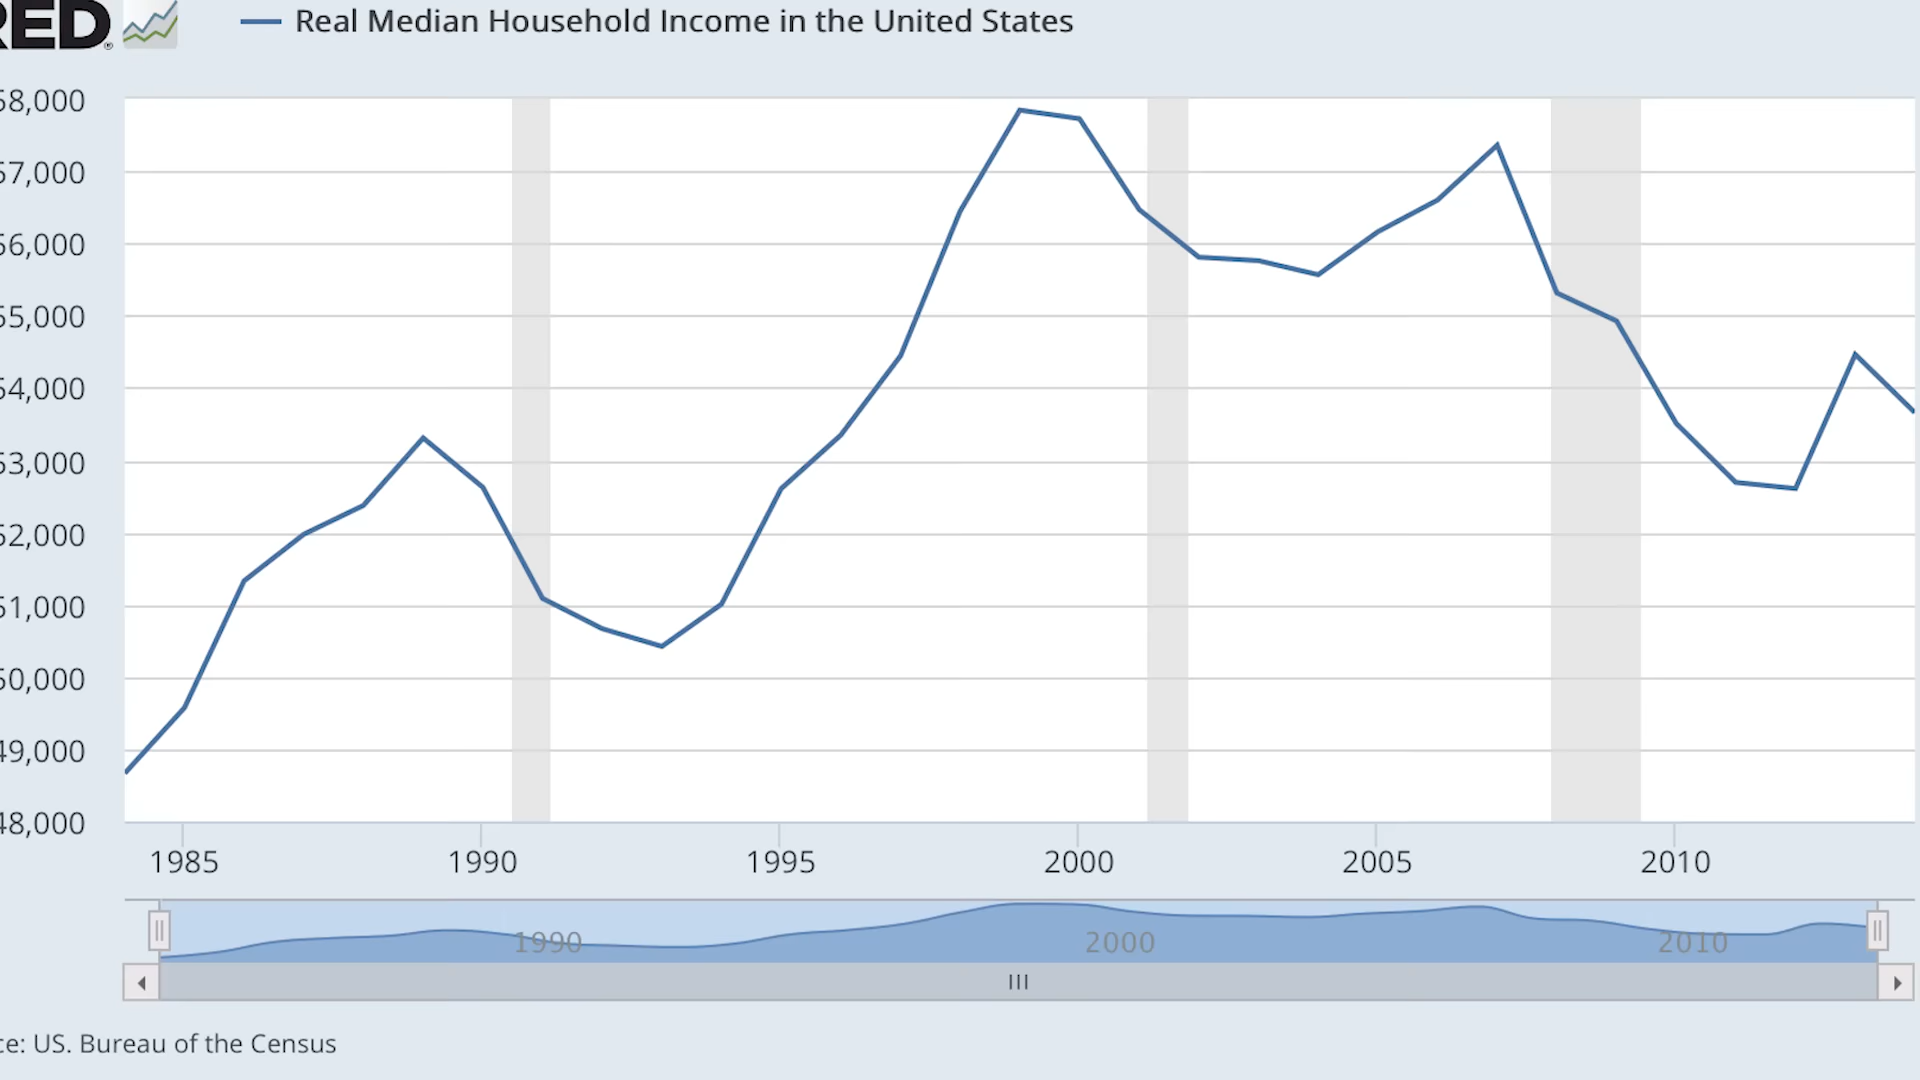 RED®
Real Median Household Income in the United States
58,000
57,000
56,000
55,000
54,000
53,000
52,000
51,000
50,000
49,000
48,000
1985 1990 1995 2000 2005 2010
1990 2000 2010
ce: US. Bureau of the Census